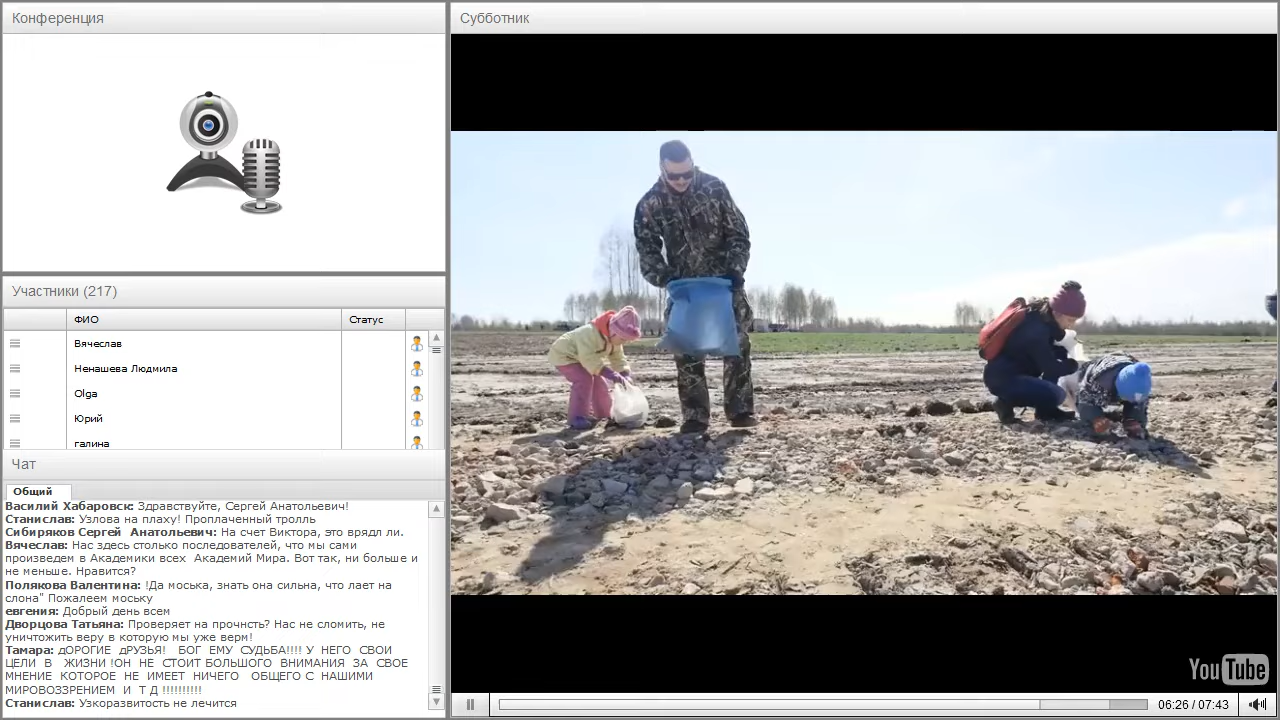 Конференция
Субботник
Участники (217)
ФИО
Статус
Вячеслав
Ненашева Людмила
Olga
Юрий
галина
Чат
Общий
Василий Хабаровск: Здравствуйте, Сергей Анатольевич!
Станислав: Узлова на плаху! Проплаченный тролль
Сибиряков Сергей Анатольевич: На счет Виктора, это врядл ли.
Вячеслав: Нас здесь столько последователей, что мы сами
произведем в Академики всех Академий Мира. Вот так, ни больше и
не меньше. Нравится?
Полякова Валентина: !Да моська, знать она сильна, что лает на
слона" Пожалеем моську
евгения: Добрый день всем
Дворцова Татьяна: Проверяет на прочнсть? Нас не сломить, не
уничтожить веру в которую мы уже верм!
Тамара: дОРОГИЕ дРУЗЬЯ! БОГ ЕМУ СУДЬБА!!!! У НЕГО СВОИ
ЦЕЛИ В ЖИЗНИ !ОН НЕ СТОИТ БОЛЬШОГО ВНИМАНИЯ ЗА СВОЕ
МНЕНИЕ КОТОРОЕ НЕ ИМЕЕТ НИЧЕГО ОБЩЕГО С НАШИМИ
МИРОВОЗЗРЕНИЕМ И Т Д !!!!!!!!!!
Станислав: Узкоразвитость не лечится
YouTube
06:26 / 07:43